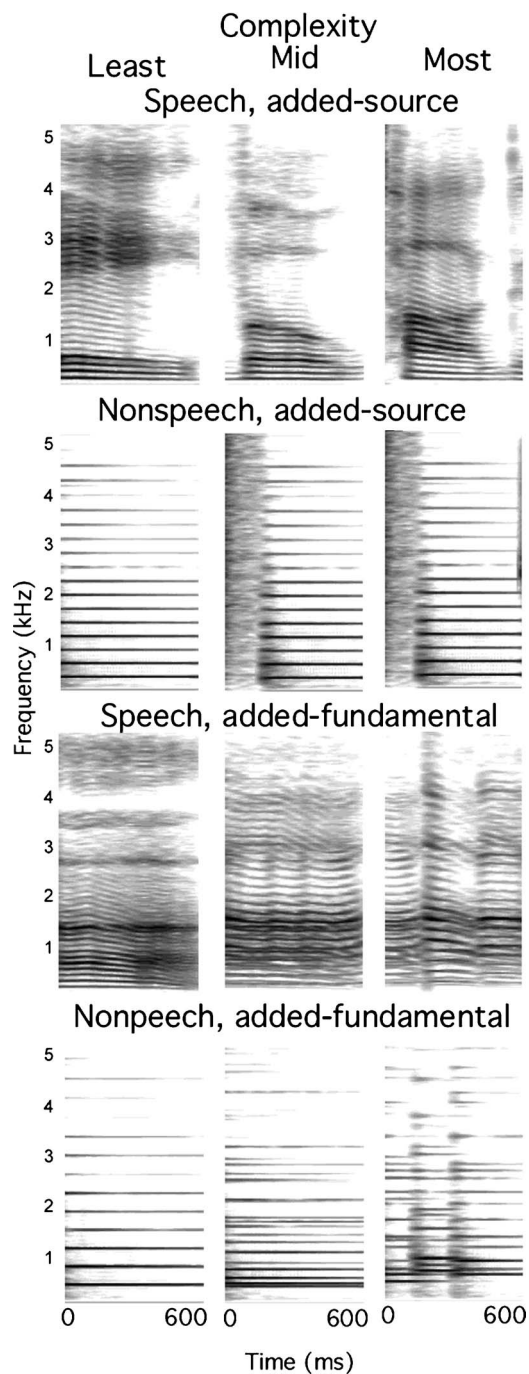 Complexity
Least Mid Most
Speech, added-source
5
4
3
2
1
Nonspeech, added-source
5
4
3
2
1
Frequency (kHz)
Speech, added-fundamental
5
4
3
2
1
Nonpeech, added-fundamental
5
4
3
2
1
0 600 0 600 0 600
Time (ms)